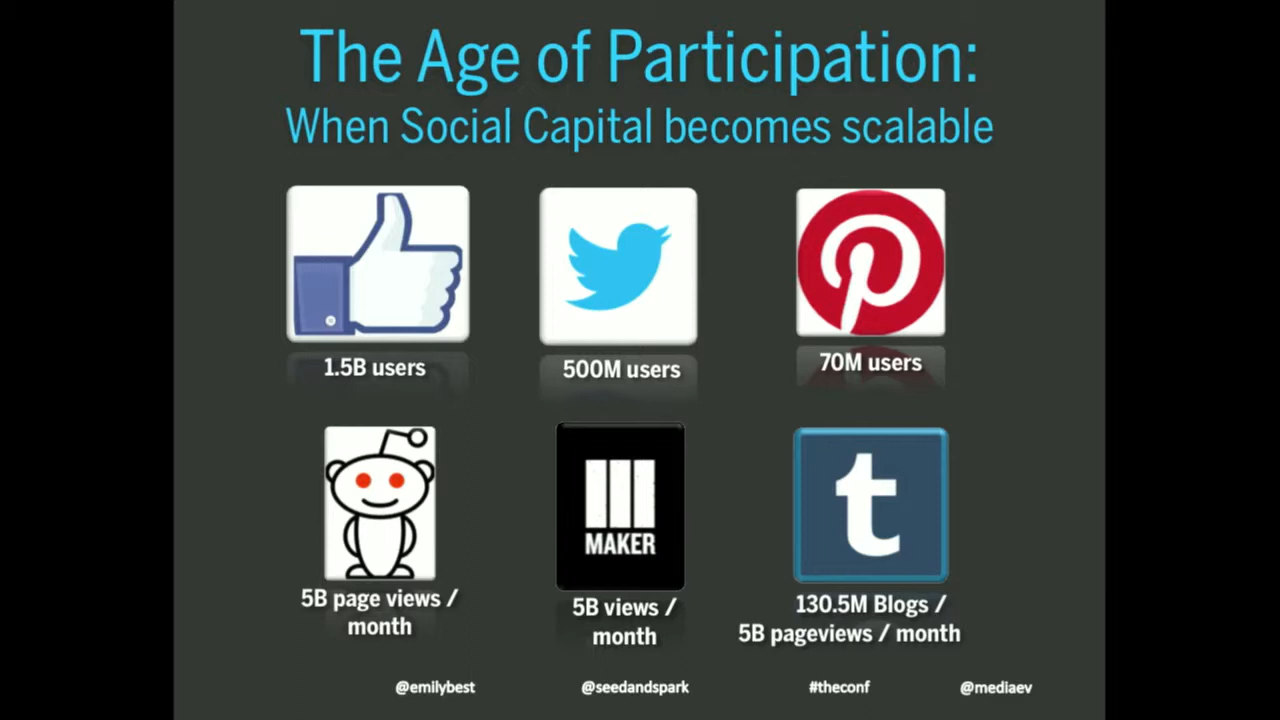 The Age of Participation:
When Social Capital becomes scalable
1.5B users
500M users
70M users
MAKER
5B page views /
month
5B views /
month
t
130.5M Blogs /
5B pageviews / month
@emilybest
@seedandspark
#theconf
@mediaev